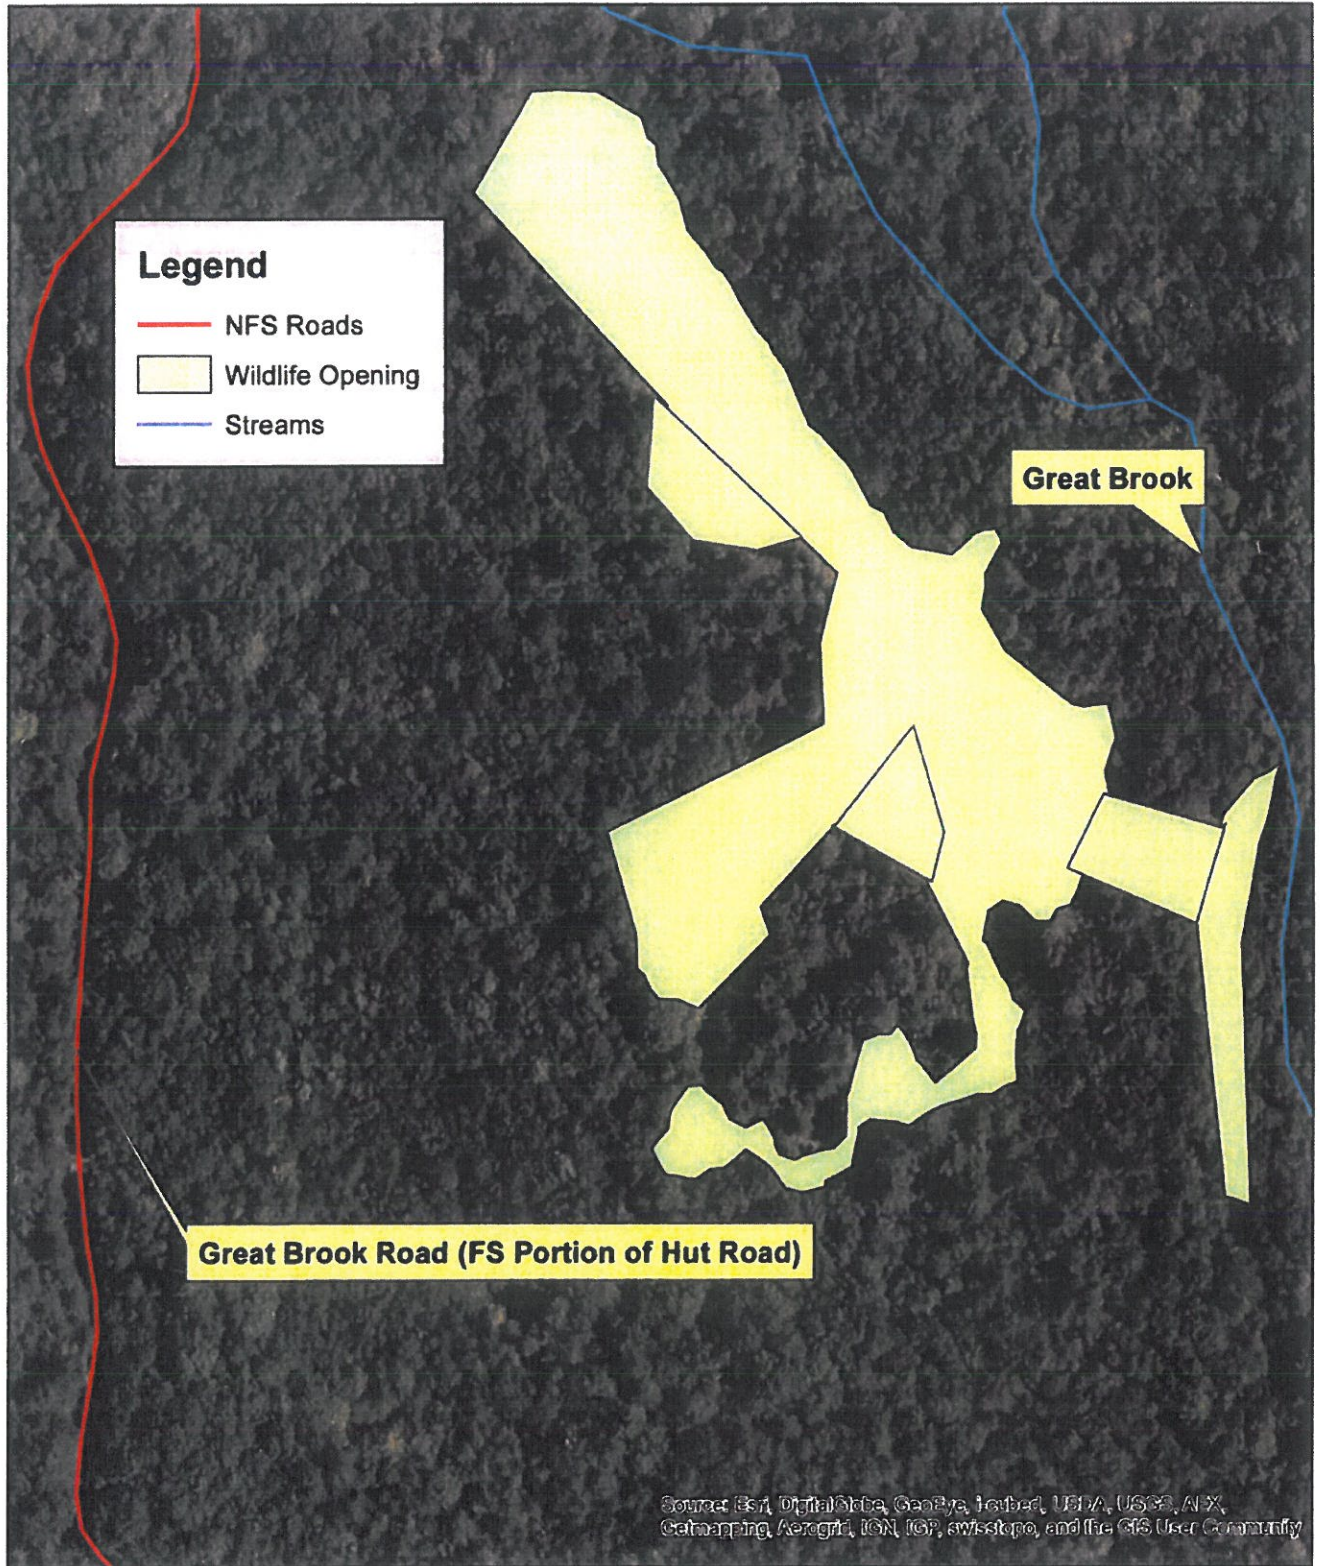 Legend
NFS Roads
Wildlife Opening
Streams
Great Brook
Great Brook Road (FS Portion of Hut Road)
Source: Esri, DigitalGlobe, GeoEye, i-cubed, USDA, USGS, AEX,
Getmapping, Aerogrid, IGN, IGP, swisstopo, and the GIS User Community